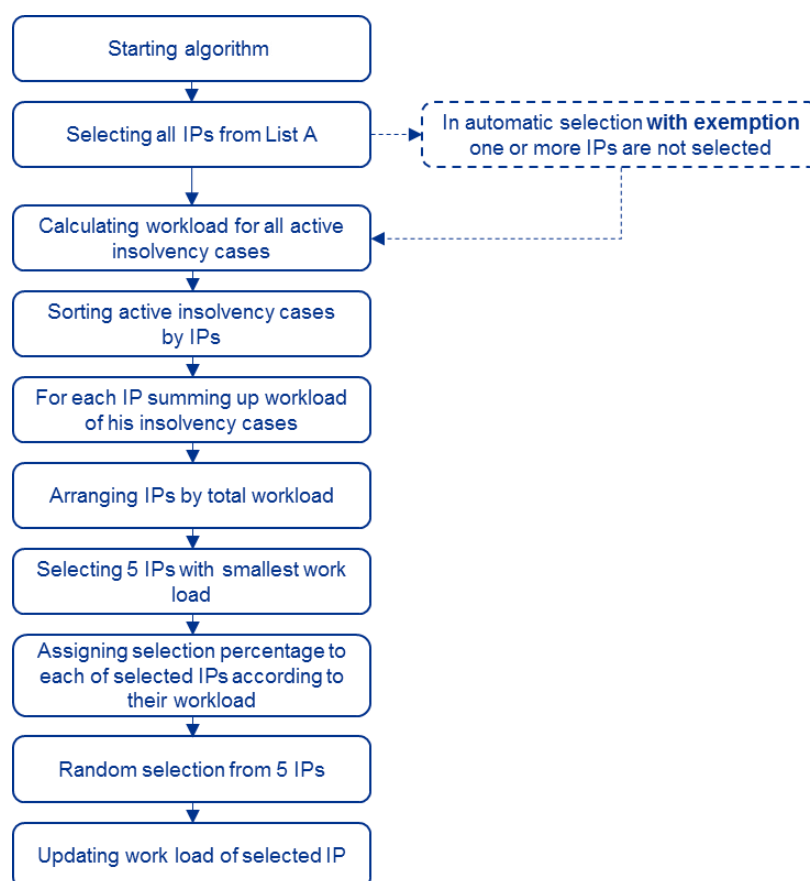 Starting algorithm
Selecting all IPs from List A
In automatic selection with exemption
one or more IPs are not selected
Calculating workload for all active
insolvency cases
Sorting active insolvency cases
by IPs
For each IP summing up workload
of his insolvency cases
Arranging IPs by total workload
Selecting 5 IPs with smallest work
load
Assigning selection percentage to
each of selected IPs according to
their workload
Random selection from 5 IPs
Updating work load of selected IP